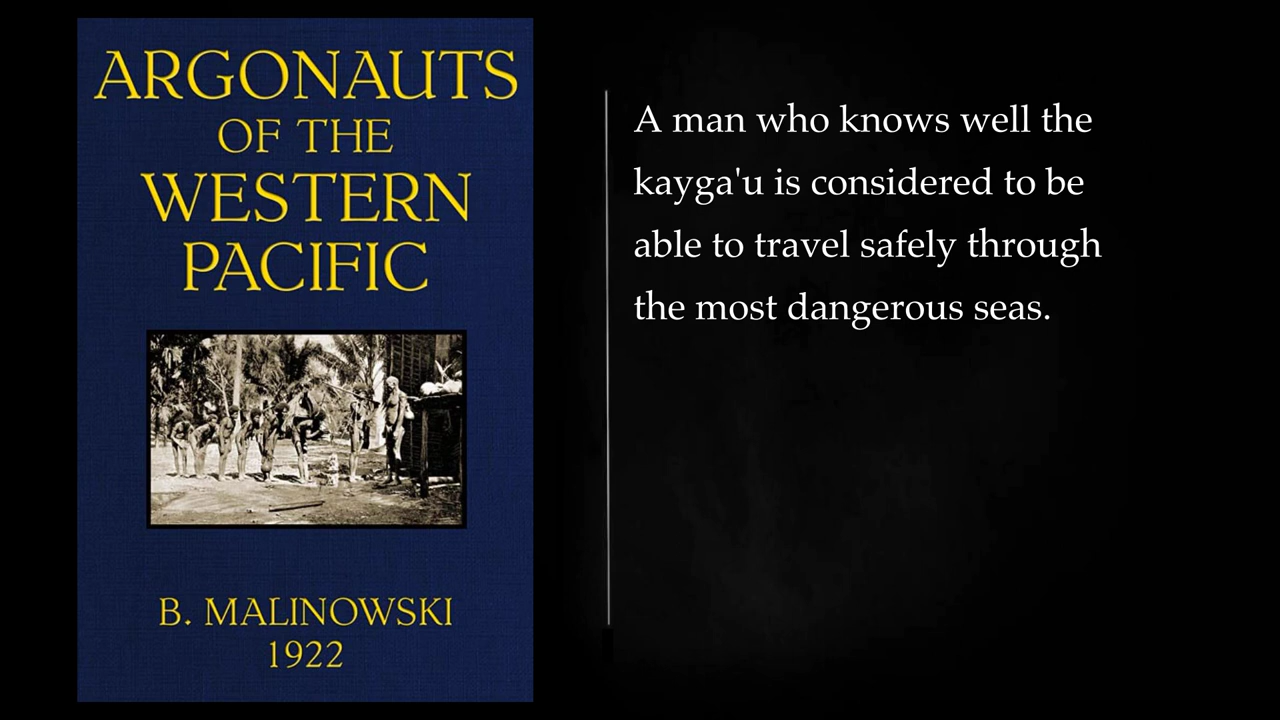 ARGONAUTS
OF THE
WESTERN
PACIFIC
B. MALINOWSKI
1922
A man who knows well the
kayga'u is considered to be
able to travel safely through
the most dangerous seas.